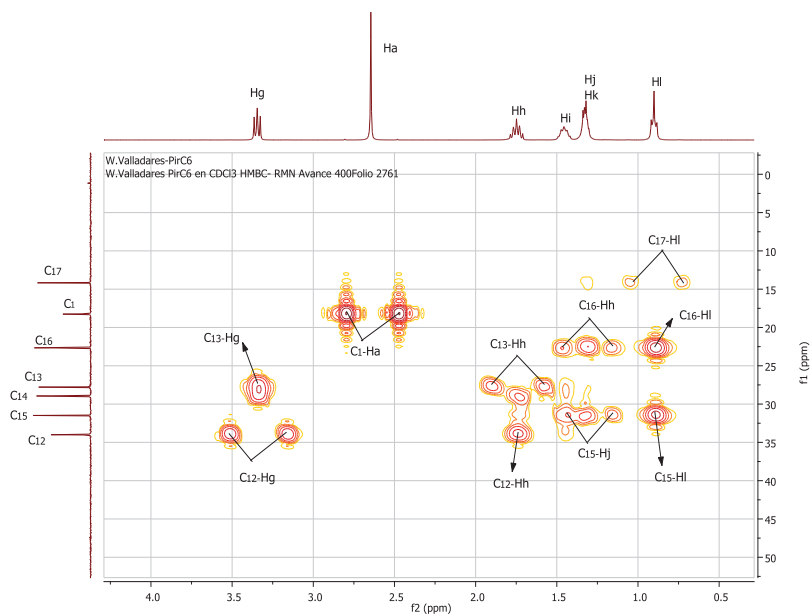 Ha
Hj
Hg
Hk
Hl
Hh
Hi
W.Valladares-PirC6
W.Valladares PirC6 en CDCl3 HMBC- RMN Avance 400Folio 2761
0
5
10
15
20
25
30
35
40
45
50
f1 (ppm)
C17
C1
C16
C13
C14
C15
C12
C17-Hl
C16-Hh
C16-Hl
C13-Hg
C13-Hh
C1-Ha
C15-Hj
C12-Hg
C12-Hh
C15-Hl
4.0
3.5
3.0
2.5
2.0
1.5
1.0
0.5
f2 (ppm)